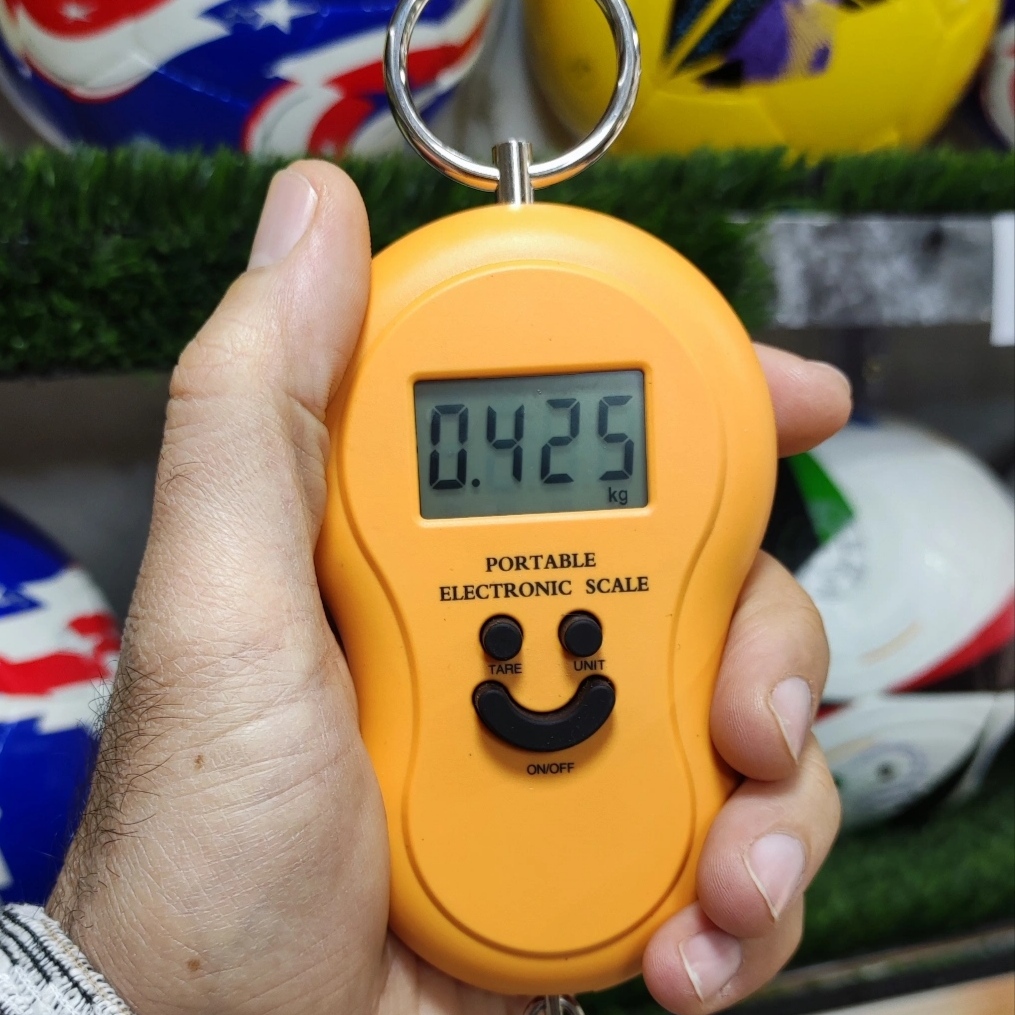 0.425
kg
PORTABLE
ELECTRONIC SCALE
TARE UNIT
ON/OFF